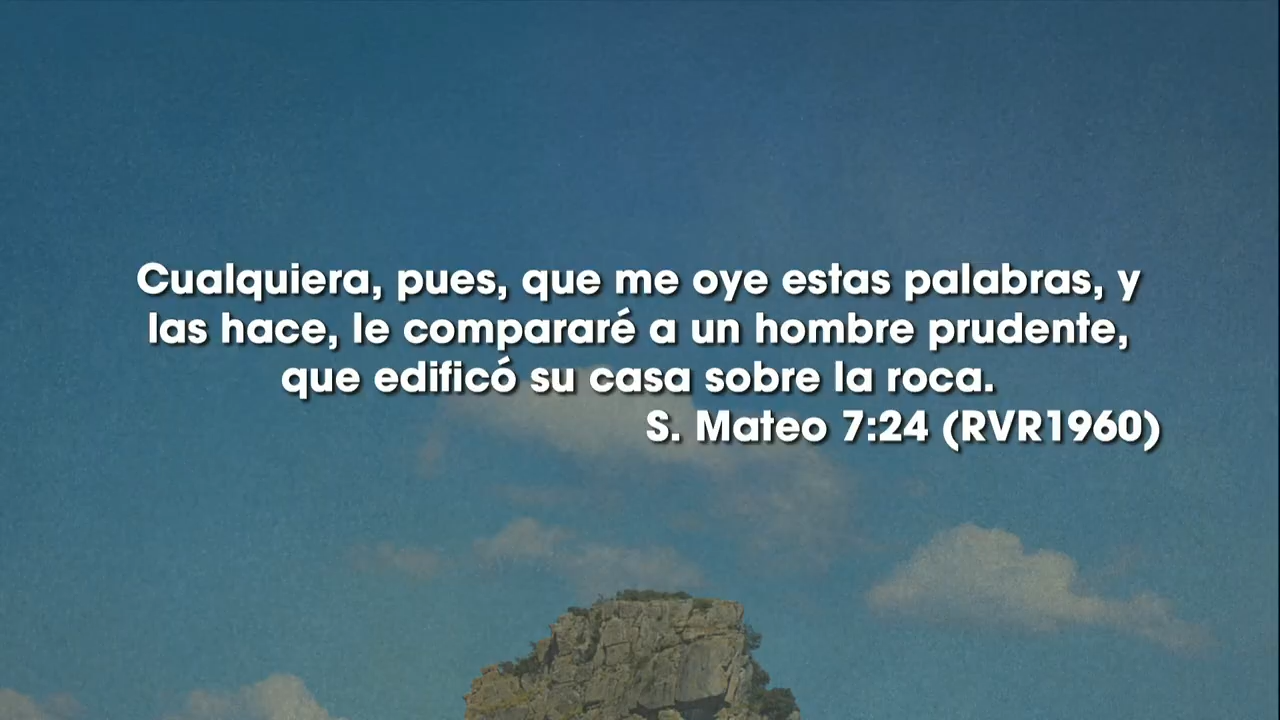 Cualquiera, pues, que me oye estas palabras, y
las hace, le compararé a un hombre prudente,
que edificó su casa sobre la roca.
S. Mateo 7:24 (RVR1960)